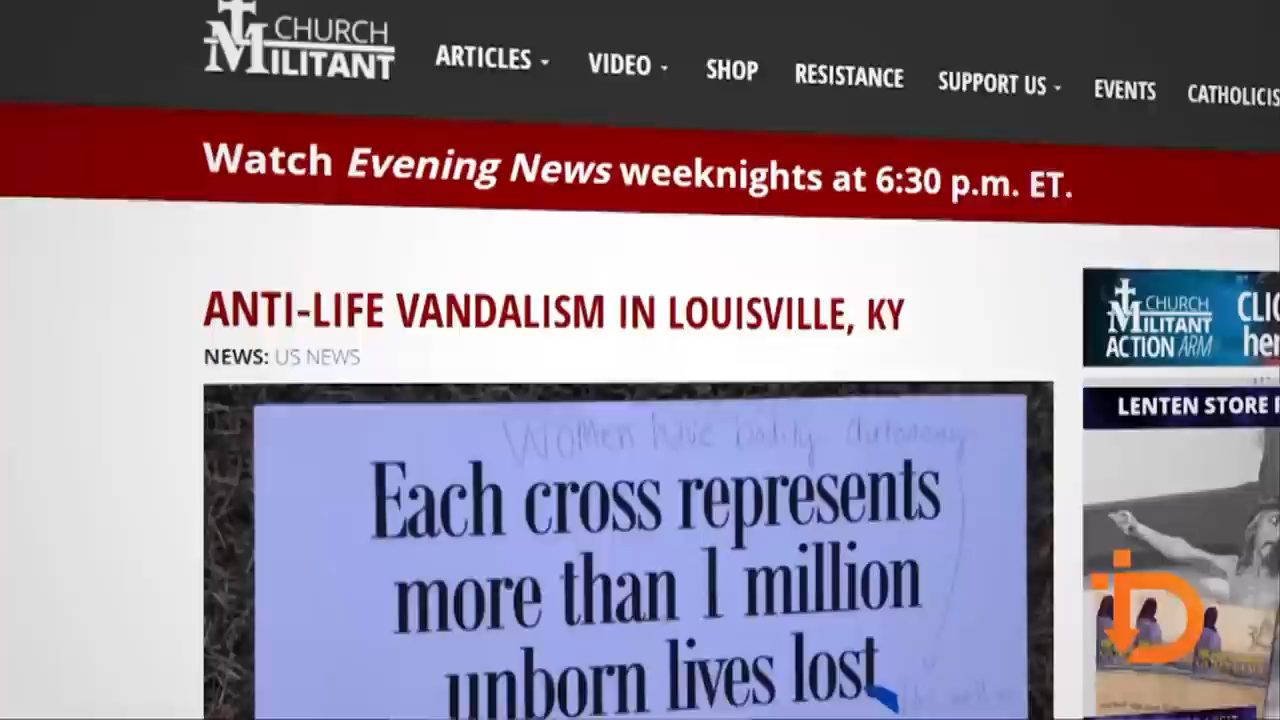 CHURCH
MILITANT
ARTICLES
VIDEO
SHOP
RESISTANCE
SUPPORT US
EVENTS
CATHOLICIS
Watch Evening News weeknights at 6:30 p.m. ET.
ANTI-LIFE VANDALISM IN LOUISVILLE, KY
NEWS: US NEWS
Women have bodily autonomy
Each cross represents
more than 1 million
unborn lives lost
CHURCH
MILITANT
ACTION ARM
CLIC
her
LENTEN STORE